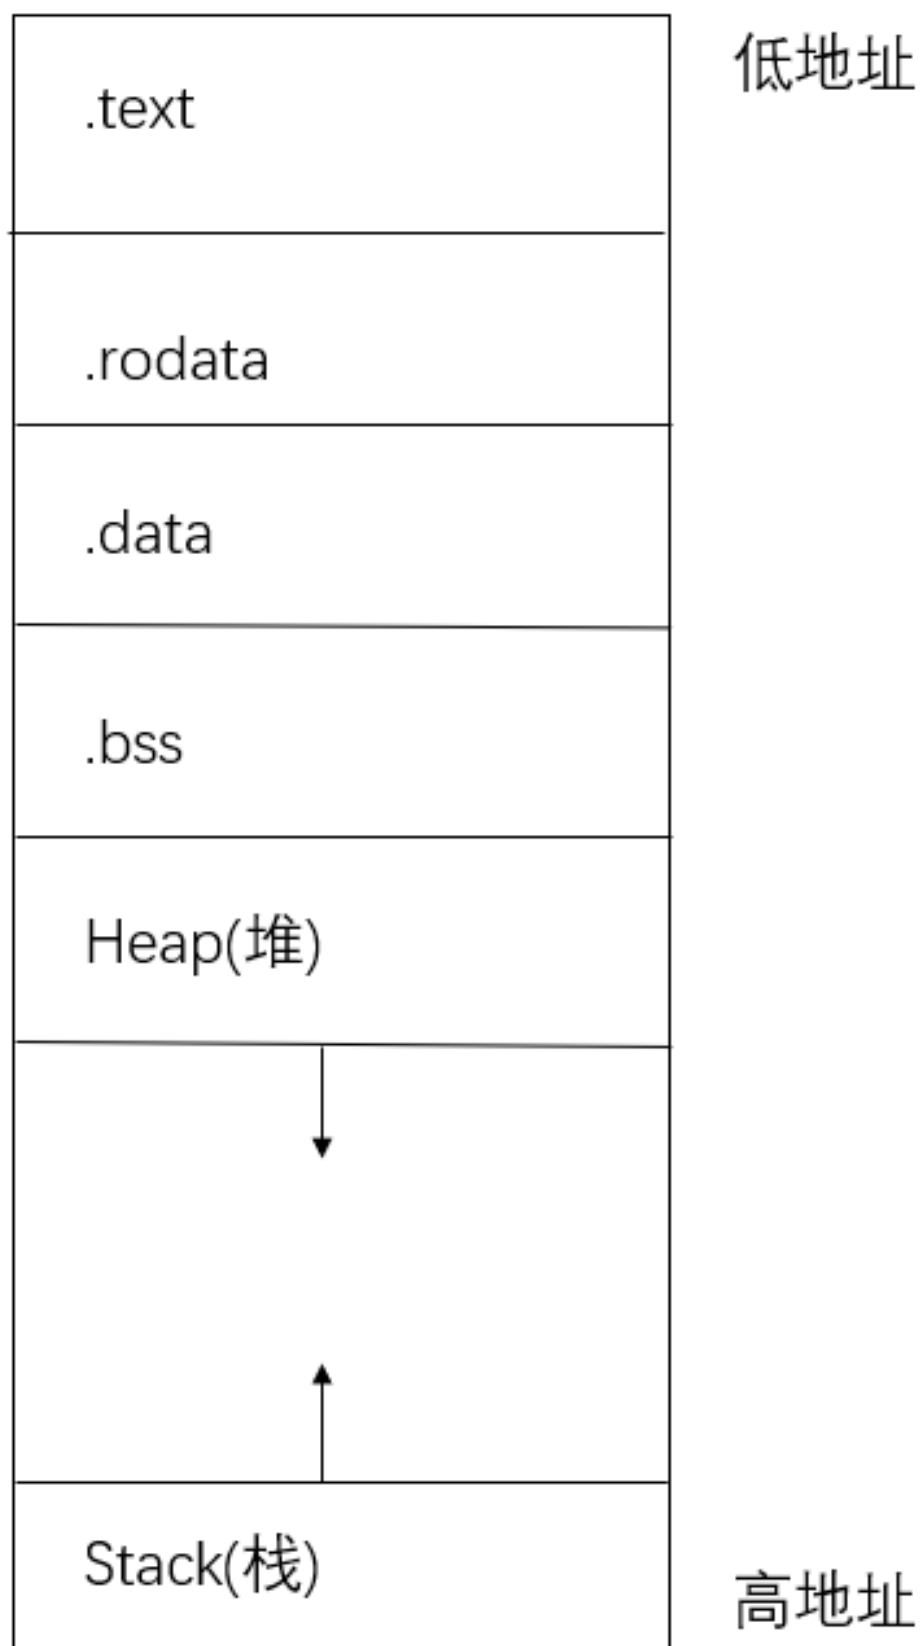 低地址
.text
.rodata
.data
.bss
Heap(堆)
Stack(栈)
高地址